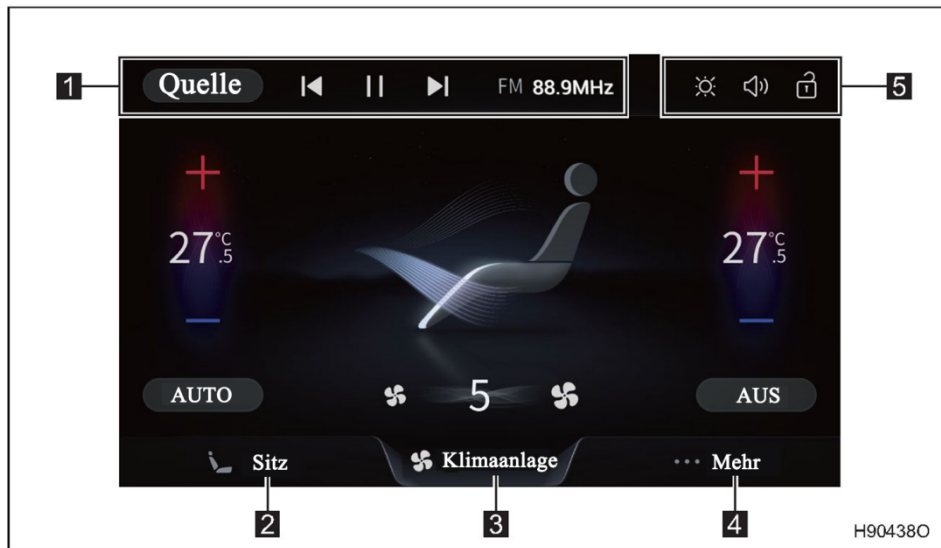 1 Quelle FM 88.9MHz 5
27.5°C 27.5°C
AUTO 5 AUS
Sitz Klimaanlage Mehr
2 3 4
H90438O